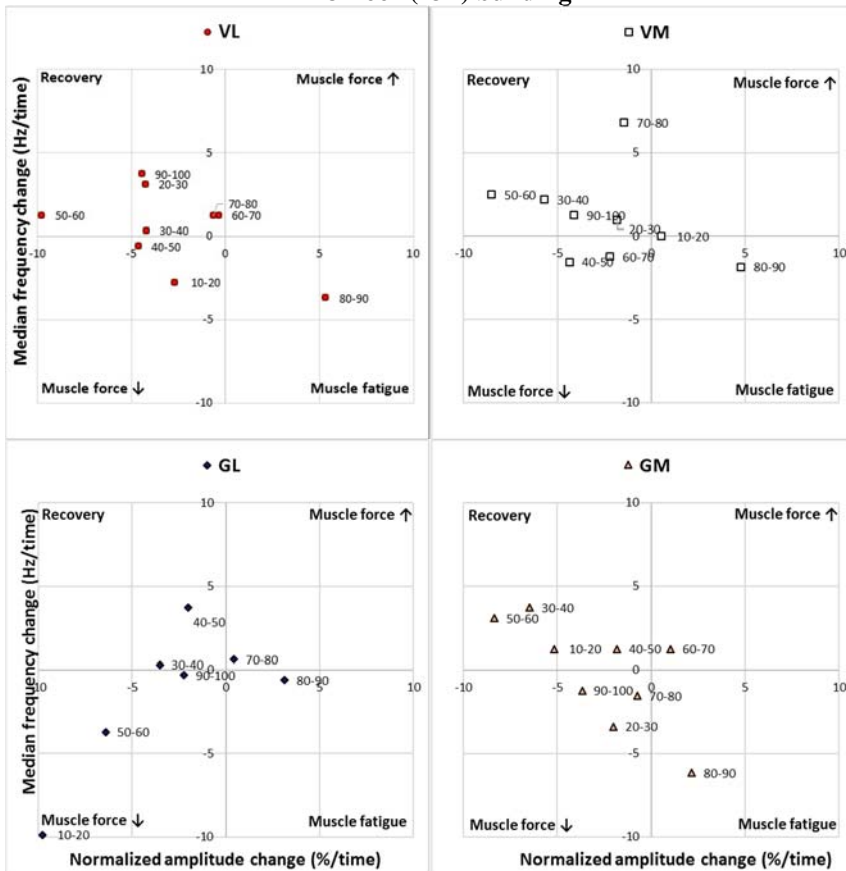 building
VL
Median frequency change (Hz/time)
10
Recovery
Muscle force ↑
5
90-100
20-30
70-80
50-60
60-70
30-40
0
-10
-5
0
5
10
40-50
10-20
80-90
-5
Muscle force ↓
Muscle fatigue
-10
VM
10
Recovery
Muscle force ↑
70-80
5
50-60
30-40
90-100
20-30
10-20
0
-10
-5
0
5
10
60-70
40-50
80-90
-5
Muscle force ↓
Muscle fatigue
-10
GL
Median frequency change (Hz/time)
10
Recovery
Muscle force ↑
5
40-50
70-80
30-40
0
-10
-5
0
5
10
90-100
80-90
50-60
-5
Muscle force ↓
Muscle fatigue
10-20
-10
Normalized amplitude change (%/time)
GM
10
Recovery
Muscle force ↑
5
30-40
50-60
10-20
40-50
60-70
0
-10
-5
0
5
10
90-100
70-80
20-30
-5
80-90
Muscle force ↓
Muscle fatigue
-10
Normalized amplitude change (%/time)